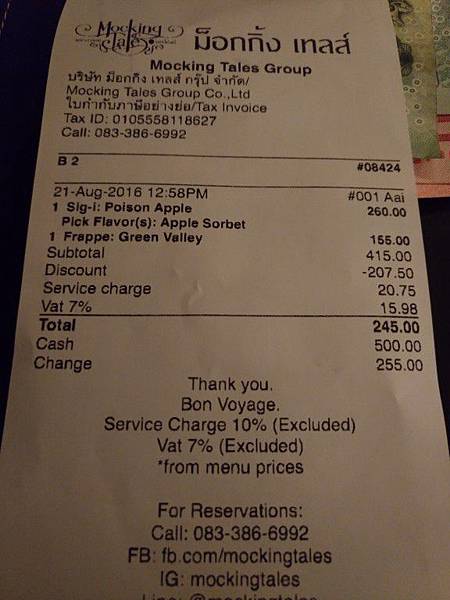 Mocking
Tales
ม็อกกิ้ง เทลส์
Mocking Tales Group
บริษัท ม็อกกิ้ง เทลส์ กรุ๊ป จำกัด/
Mocking Tales Group Co.,Ltd
ใบกำกับภาษีอย่างย่อ/Tax Invoice
Tax ID: 0105558118627
Call: 083-386-6992
B 2 #08424
21-Aug-2016 12:58PM #001 Aai
1 Sig-i: Poison Apple 260.00
Pick Flavor(s): Apple Sorbet
1 Frappe: Green Valley 155.00
Subtotal 415.00
Discount -207.50
Service charge 20.75
Vat 7% 15.98
Total 245.00
Cash 500.00
Change 255.00
Thank you.
Bon Voyage.
Service Charge 10% (Excluded)
Vat 7% (Excluded)
*from menu prices
For Reservations:
Call: 083-386-6992
FB: fb.com/mockingtales
IG: mockingtales
Line: @mockingtales